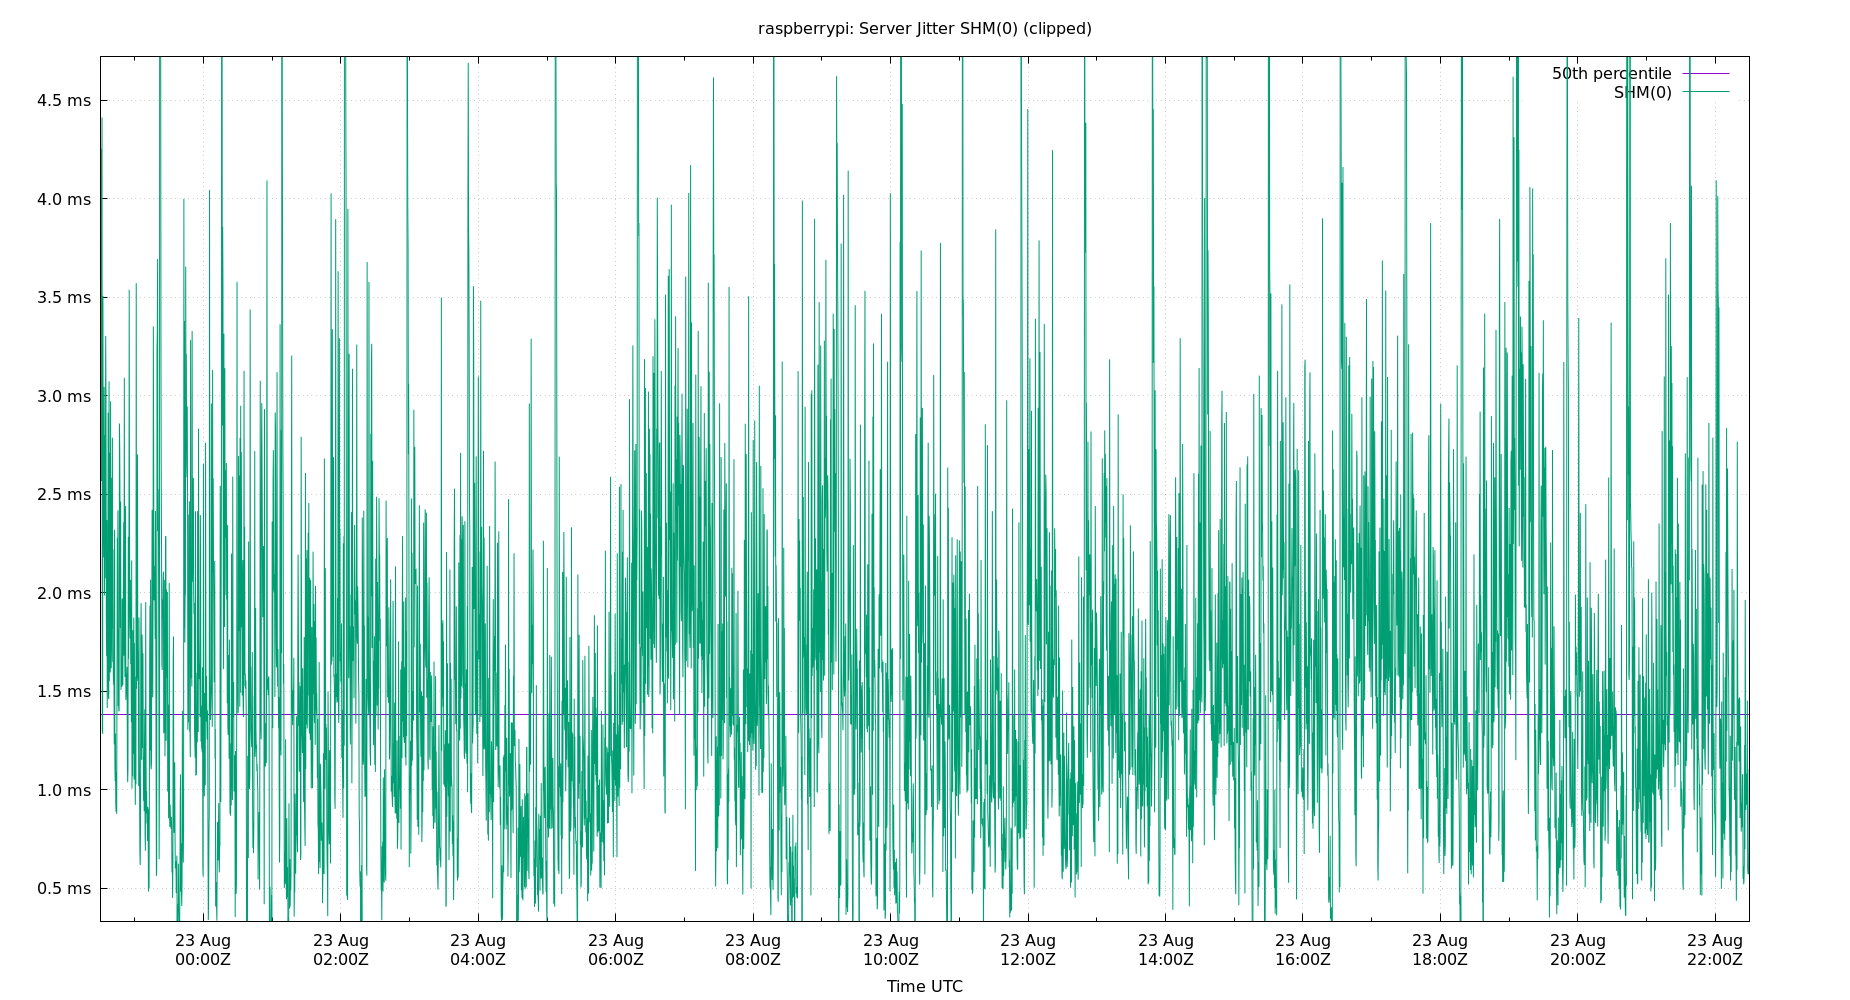 raspberrypi: Server Jitter SHM(0) (clipped)
50th percentile
SHM(0)
4.5 ms
4.0 ms
3.5 ms
3.0 ms
2.5 ms
2.0 ms
1.5 ms
1.0 ms
0.5 ms
23 Aug 23 Aug 23 Aug 23 Aug 23 Aug 23 Aug 23 Aug 23 Aug 23 Aug 23 Aug 23 Aug 23 Aug
00:00Z 02:00Z 04:00Z 06:00Z 08:00Z 10:00Z 12:00Z 14:00Z 16:00Z 18:00Z 20:00Z 22:00Z
Time UTC